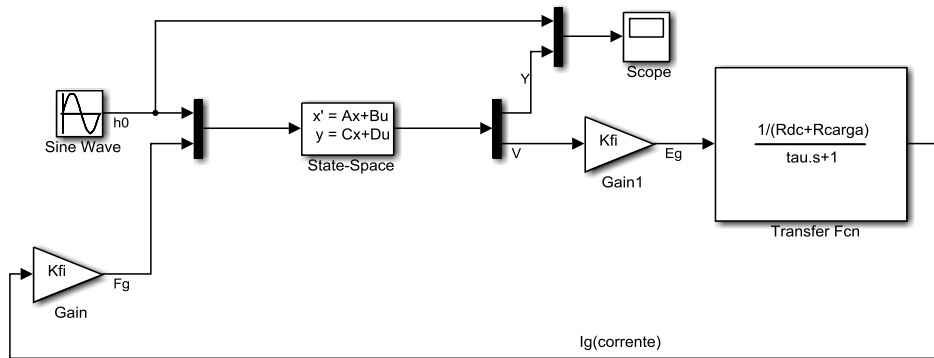 Scope
Y
h0
Sine Wave
x' = Ax+Bu
y = Cx+Du
State-Space
V
Kfi
Gain1
Eg
1/(Rdc+Rcarga)
tau.s+1
Transfer Fcn
Kfi
Gain
Fg
Ig(corrente)